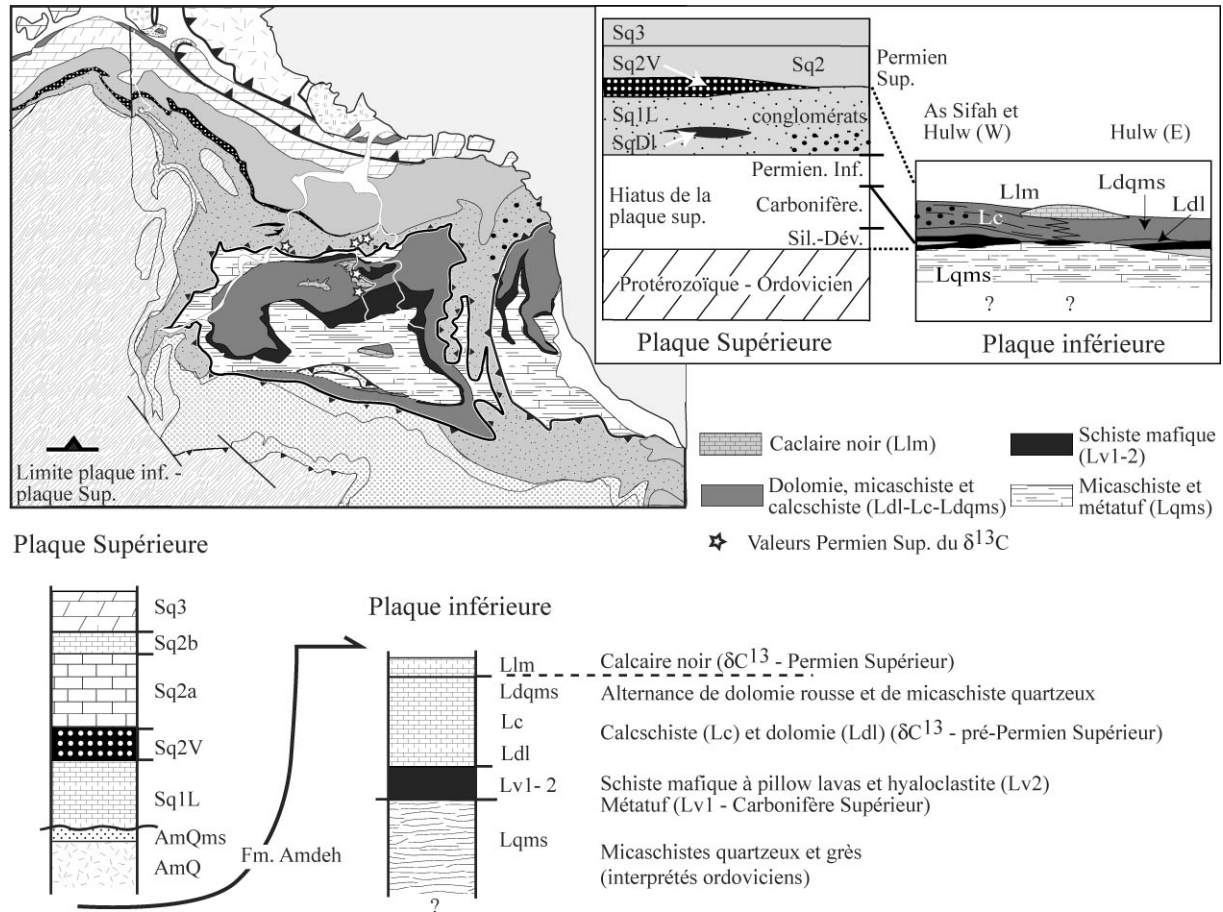 Limite plaque inf. -
plaque Sup.
Sq3
Sq2V
Sq2
Permien
Sup.
Sq1L
conglomérats
SqDl
Permien. Inf.
Hiatus de la
plaque sup.
Carbonifère.
Sil.-Dév.
Protérozoïque - Ordovicien
Plaque Supérieure
As Sifah et
Hulw (W)
Hulw (E)
Llm
Ldqms
Ldl
Lc
Lqms
? ?
Plaque inférieure
Caclaire noir (Llm)
Schiste mafique
(Lv1-2)
Dolomie, micaschiste et
calcschiste (Ldl-Lc-Ldqms)
Micaschiste et
métatuf (Lqms)
Valeurs Permien Sup. du δ13C
Plaque Supérieure
Sq3
Sq2b
Sq2a
Sq2V
Sq1L
AmQms
AmQ
Fm. Amdeh
Plaque inférieure
Llm
Calcaire noir (δC13 - Permien Supérieur)
Ldqms
Alternance de dolomie rousse et de micaschiste quartzeux
Lc
Calcschiste (Lc) et dolomie (Ldl) (δC13 - pré-Permien Supérieur)
Ldl
Lv1- 2
Schiste mafique à pillow lavas et hyaloclastite (Lv2)
Métatuf (Lv1 - Carbonifère Supérieur)
Lqms
Micaschistes quartzeux et grès
(interprétés ordoviciens)
?